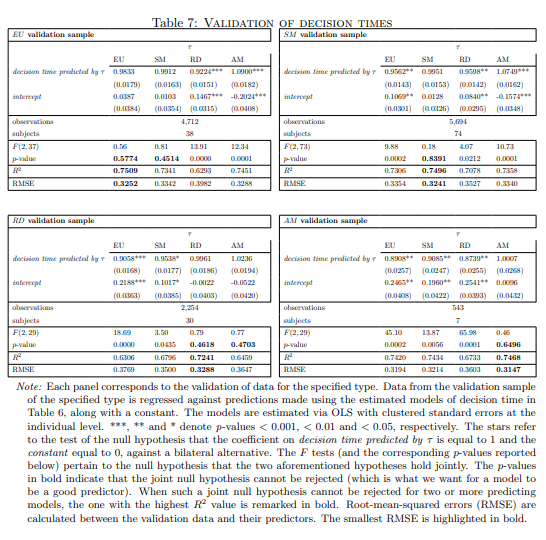 Table 7: VALIDATION OF DECISION TIMES
EU validation sample
τ
EU SM RD AM
decision time predicted by τ 0.9833 0.9912 0.9224*** 1.0900***
(0.0179) (0.0163) (0.0151) (0.0182)
intercept 0.0387 0.0103 0.1467*** -0.2024***
(0.0384) (0.0354) (0.0315) (0.0408)
observations 4,712
subjects 38
F(2, 37) 0.56 0.81 13.91 12.34
p-value 0.5774 0.4514 0.0000 0.0001
R² 0.7509 0.7341 0.6293 0.7451
RMSE 0.3252 0.3342 0.3982 0.3288
SM validation sample
τ
EU SM RD AM
decision time predicted by τ 0.9562** 0.9951 0.9598** 1.0749***
(0.0143) (0.0153) (0.0142) (0.0162)
intercept 0.1069** 0.0128 0.0840** -0.1574***
(0.0301) (0.0326) (0.0295) (0.0348)
observations 5,694
subjects 74
F(2, 73) 9.88 0.18 4.07 10.73
p-value 0.0002 0.8391 0.0212 0.0001
R² 0.7306 0.7496 0.7078 0.7358
RMSE 0.3354 0.3241 0.3527 0.3340
RD validation sample
τ
EU SM RD AM
decision time predicted by τ 0.9058*** 0.9538* 0.9961 1.0236
(0.0168) (0.0177) (0.0186) (0.0194)
intercept 0.2188*** 0.1017* -0.0022 -0.0522
(0.0363) (0.0385) (0.0403) (0.0420)
observations 2,254
subjects 30
F(2, 29) 18.69 3.50 0.79 0.77
p-value 0.0000 0.0435 0.4618 0.4703
R² 0.6306 0.6796 0.7241 0.6459
RMSE 0.3769 0.3500 0.3288 0.3647
AM validation sample
τ
EU SM RD AM
decision time predicted by τ 0.8908** 0.9085** 0.8739** 1.0007
(0.0257) (0.0247) (0.0255) (0.0268)
intercept 0.2465** 0.1960** 0.2541** 0.0096
(0.0408) (0.0422) (0.0393) (0.0432)
observations 543
subjects 7
F(2, 29) 45.10 13.87 65.98 0.46
p-value 0.0002 0.0056 0.0001 0.6496
R² 0.7420 0.7434 0.6733 0.7468
RMSE 0.3194 0.3214 0.3603 0.3147
Note: Each panel corresponds to the validation of data for the specified type. Data from the validation sample
of the specified type is regressed against predictions made using the estimated models of decision time in
Table 6, along with a constant. The models are estimated via OLS with clustered standard errors at the
individual level. ***, ** and * denote p-values < 0.001, < 0.01 and < 0.05, respectively. The stars refer
to the test of the null hypothesis that the coefficient on decision time predicted by τ is equal to 1 and the
constant equal to 0, against a bilateral alternative. The F tests (and the corresponding p-values reported
below) pertain to the null hypothesis that the two aforementioned hypotheses hold jointly. The p-values
in bold indicate that the joint null hypothesis cannot be rejected (which is what we want for a model to
be a good predictor). When such a joint null hypothesis cannot be rejected for two or more predicting
models, the one with the highest R² value is remarked in bold. Root-mean-squared errors (RMSE) are
calculated between the validation data and their predictors. The smallest RMSE is highlighted in bold.